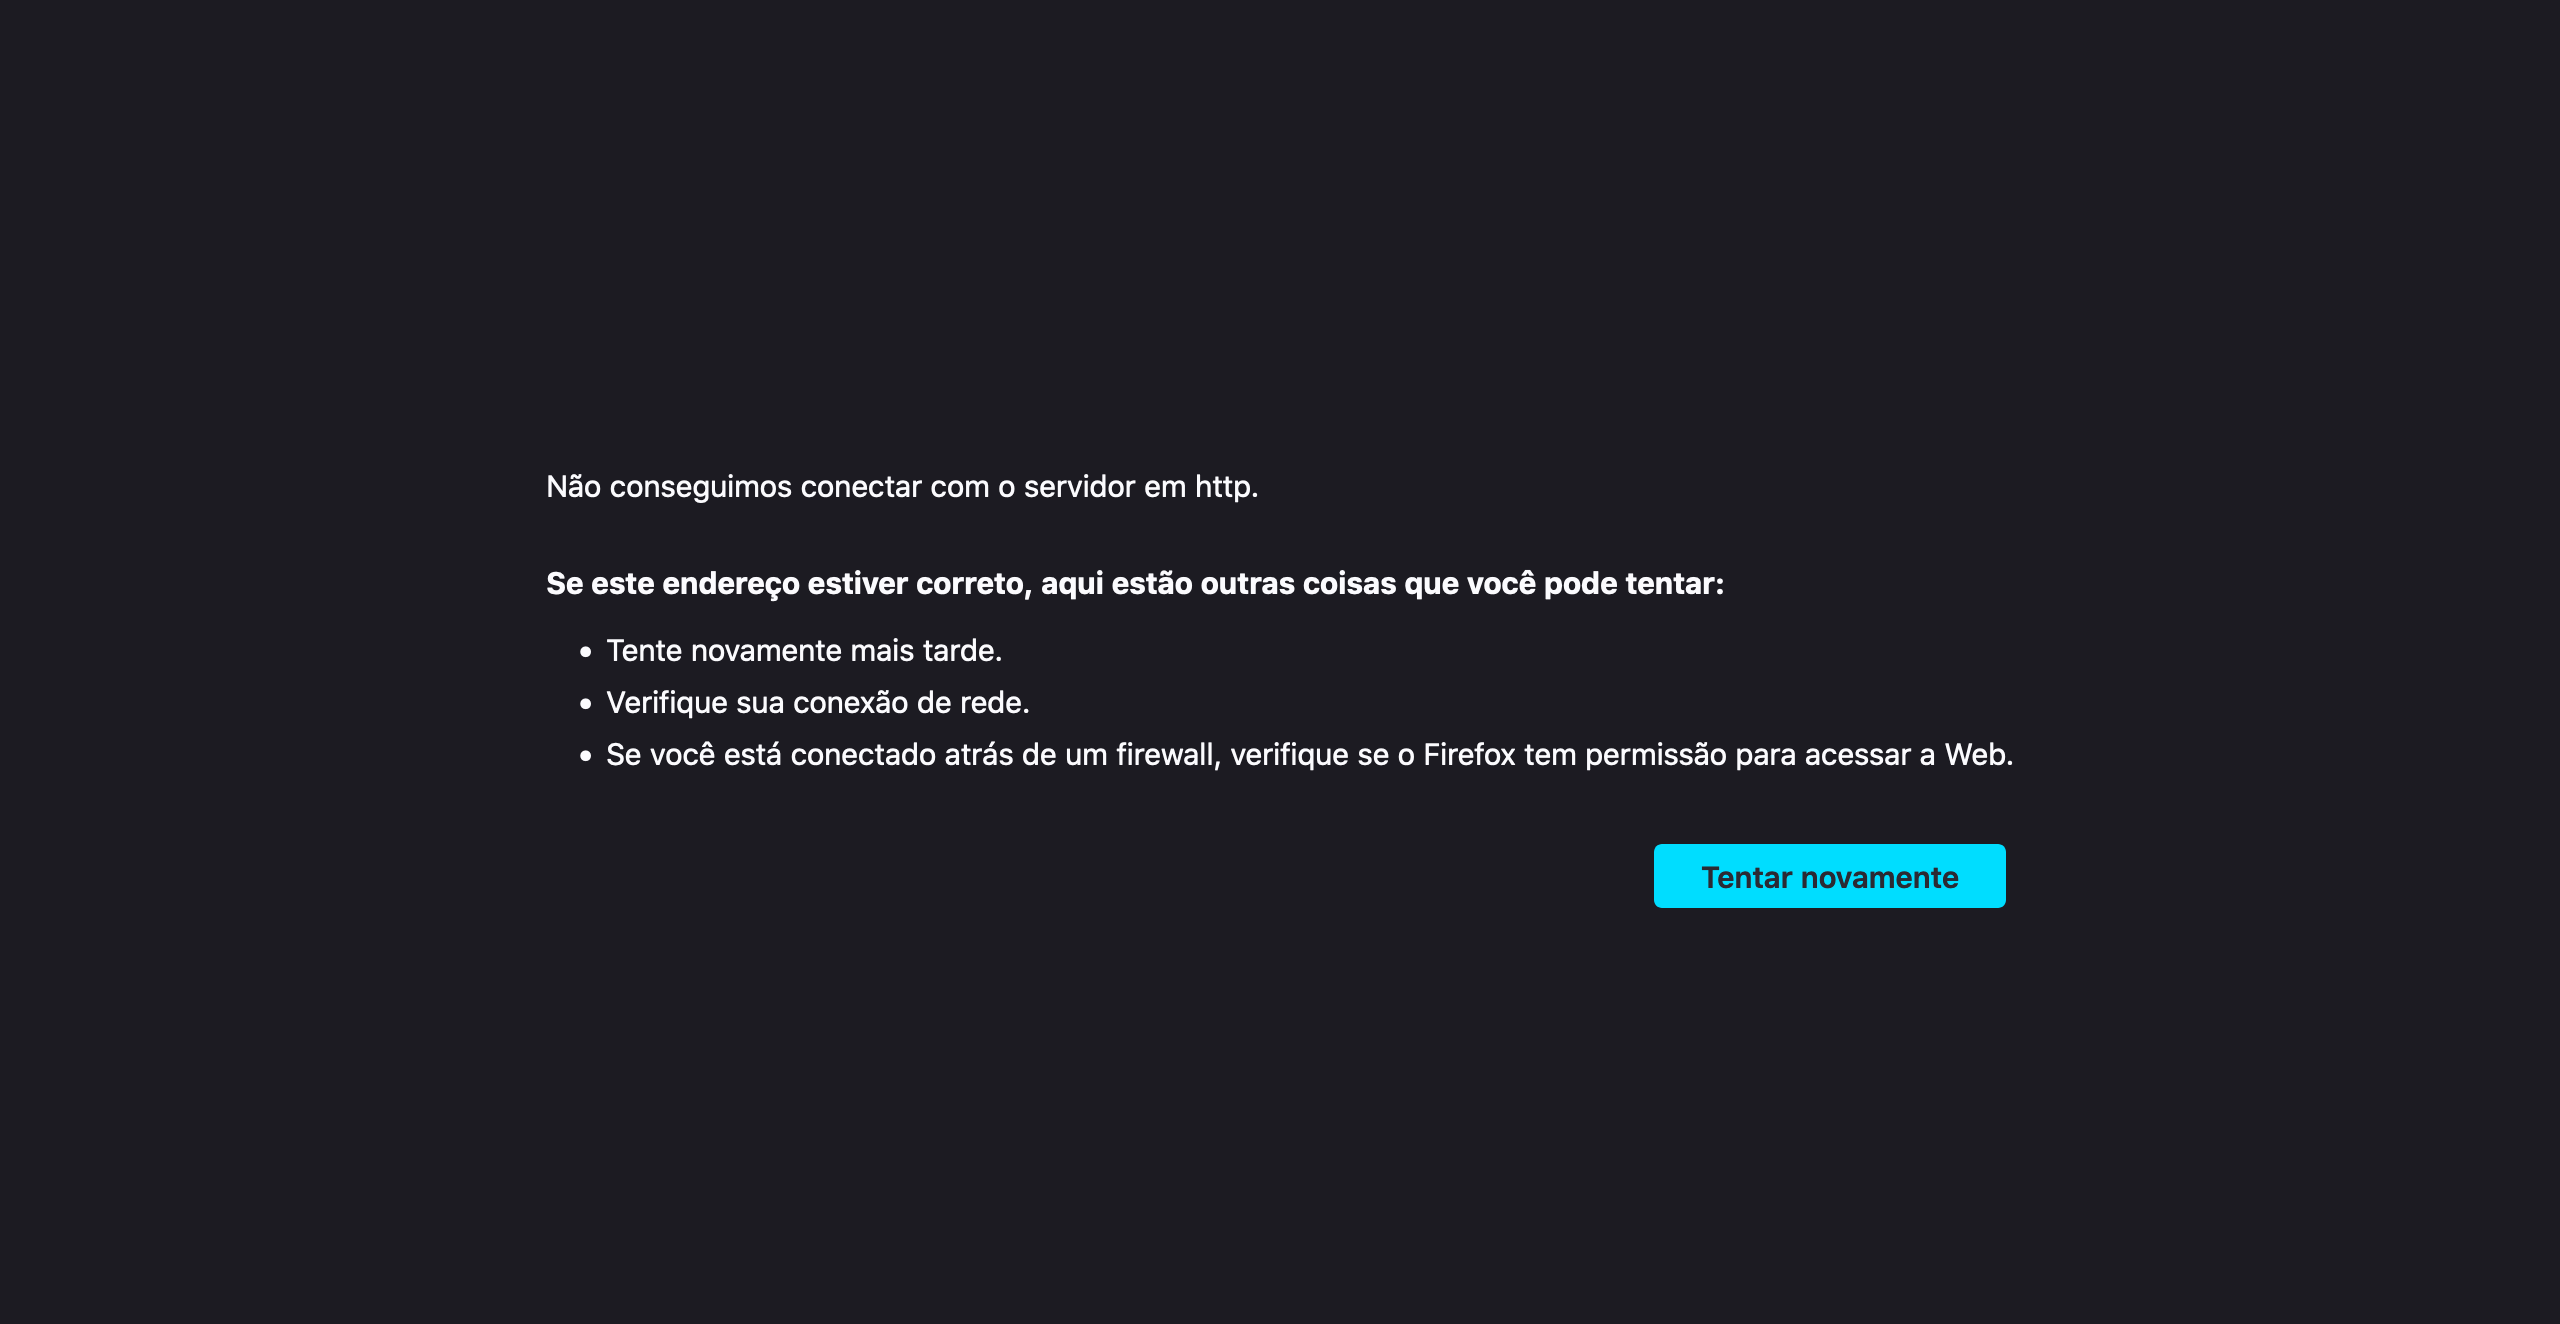 Não conseguimos conectar com o servidor em http.
Se este endereço estiver correto, aqui estão outras coisas que você pode tentar:
• Tente novamente mais tarde.
• Verifique sua conexão de rede.
• Se você está conectado atrás de um firewall, verifique se o Firefox tem permissão para acessar a Web.
Tentar novamente